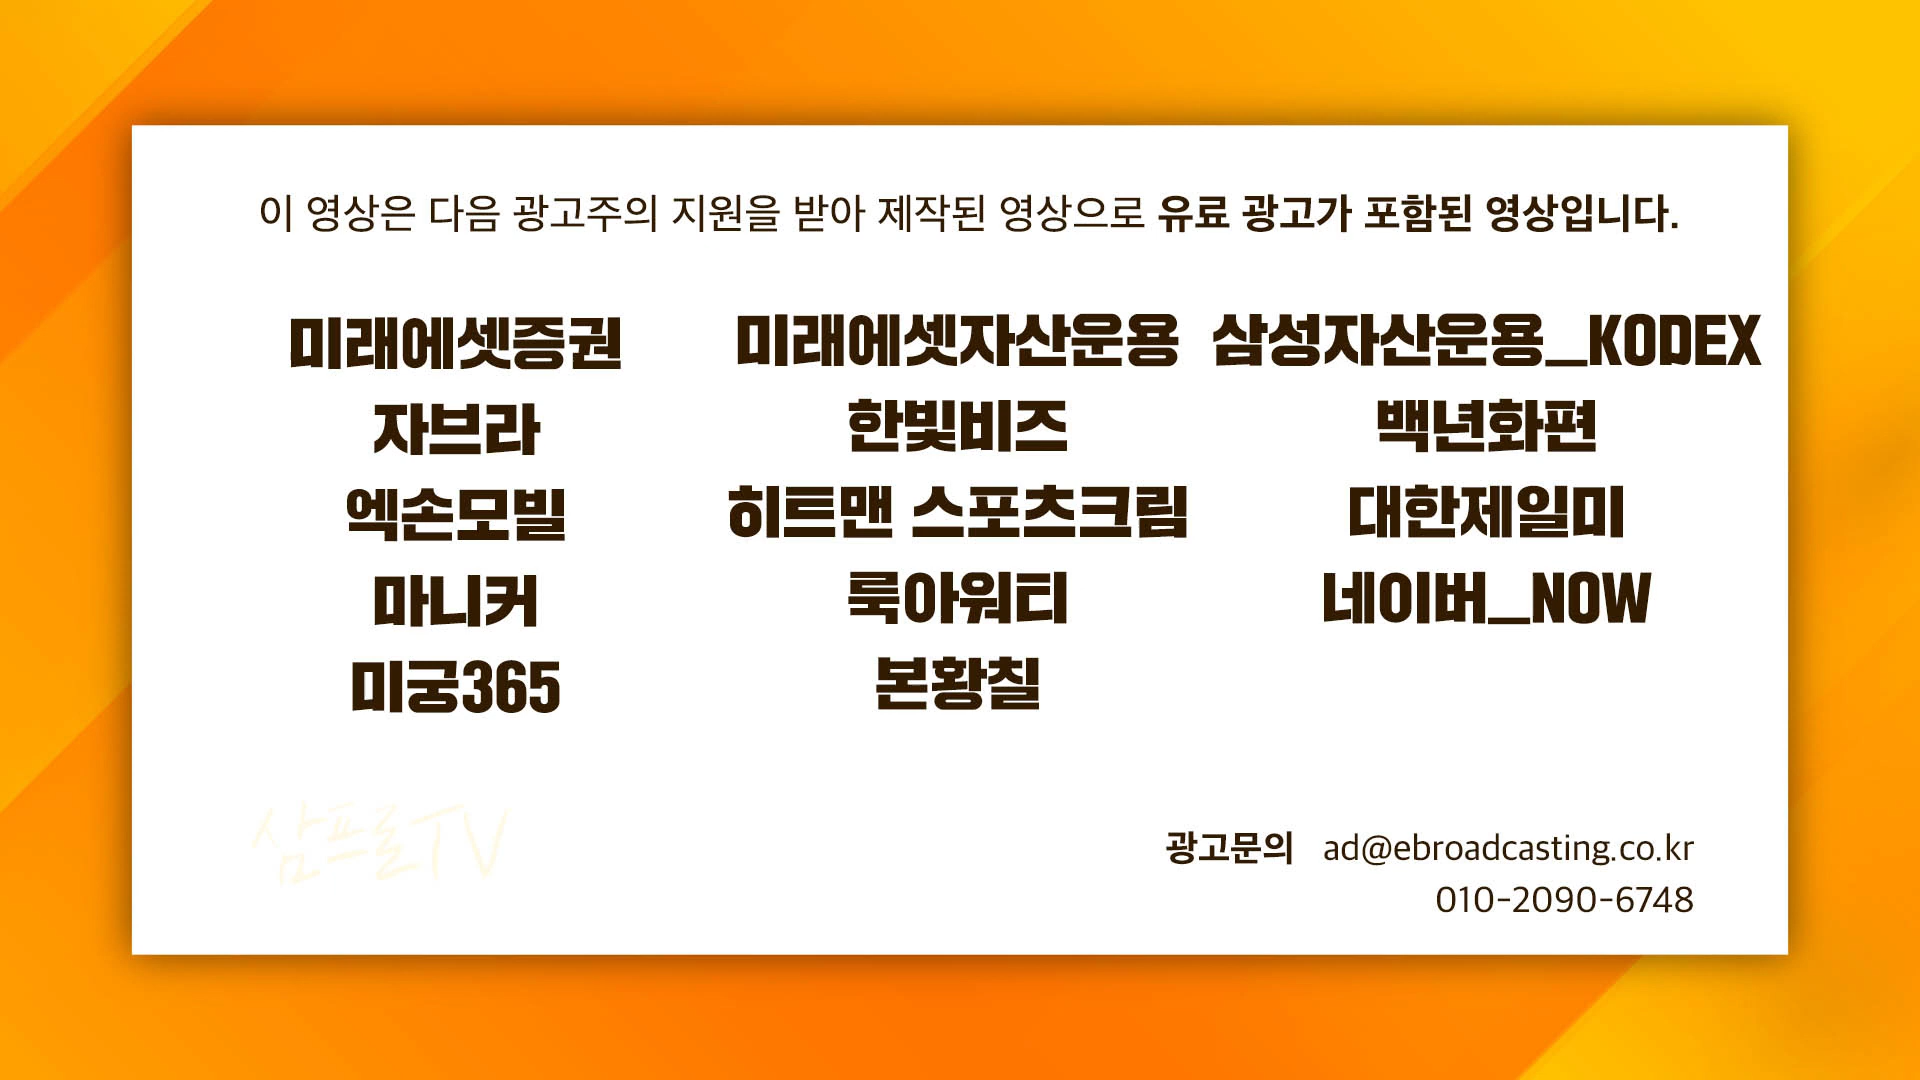 이 영상은 다음 광고주의 지원을 받아 제작된 영상으로 유료 광고가 포함된 영상입니다.
미래에셋증권 미래에셋자산운용 삼성자산운용_KODEX
자브라 한빛비즈 백년화편
엑손모빌 히트맨 스포츠크림 대한제일미
마니커 룩아워티 네이버_NOW
미궁365 본황칠
삼프로TV
광고문의 ad@ebroadcasting.co.kr
010-2090-6748